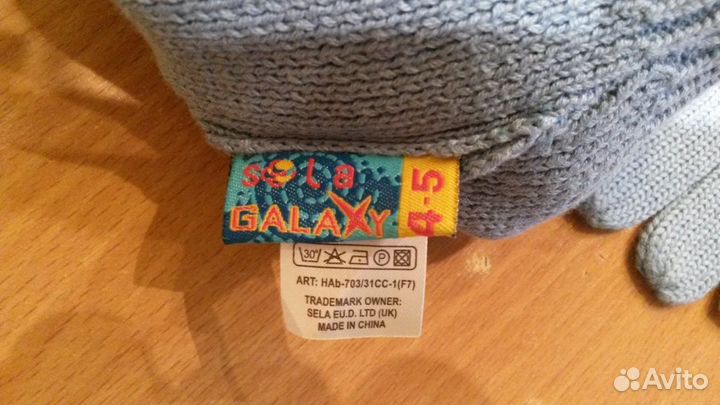 sela
GALAXY
4-5
30°
ART: HAb-703/31CC-1(F7)
TRADEMARK OWNER:
SELA EU.D. LTD (UK)
MADE IN CHINA
Avito